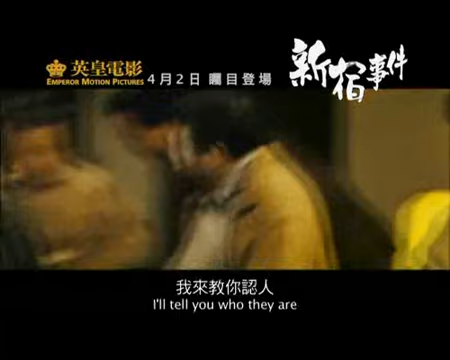 英皇電影
EMPEROR MOTION PICTURES
4月2日 矚目登場
新宿事件
我來教你認人
I'll tell you who they are